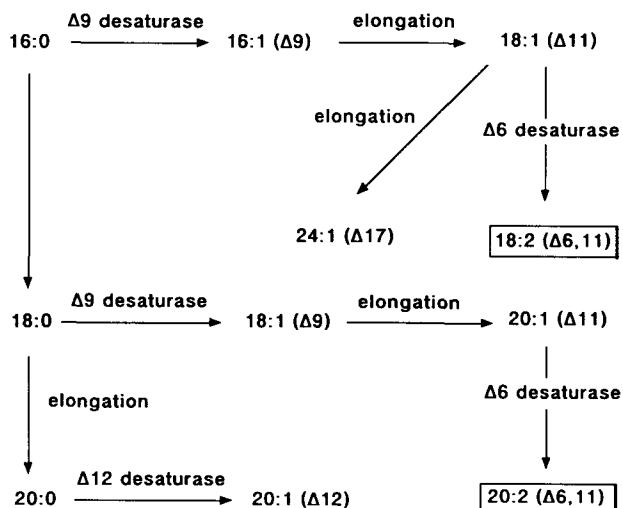 16:0 Δ9 desaturase 16:1 (Δ9) elongation 18:1 (Δ11)
elongation
Δ6 desaturase
24:1 (Δ17) 18:2 (Δ6,11)
18:0 Δ9 desaturase 18:1 (Δ9) elongation 20:1 (Δ11)
elongation
Δ6 desaturase
20:0 Δ12 desaturase 20:1 (Δ12) 20:2 (Δ6,11)